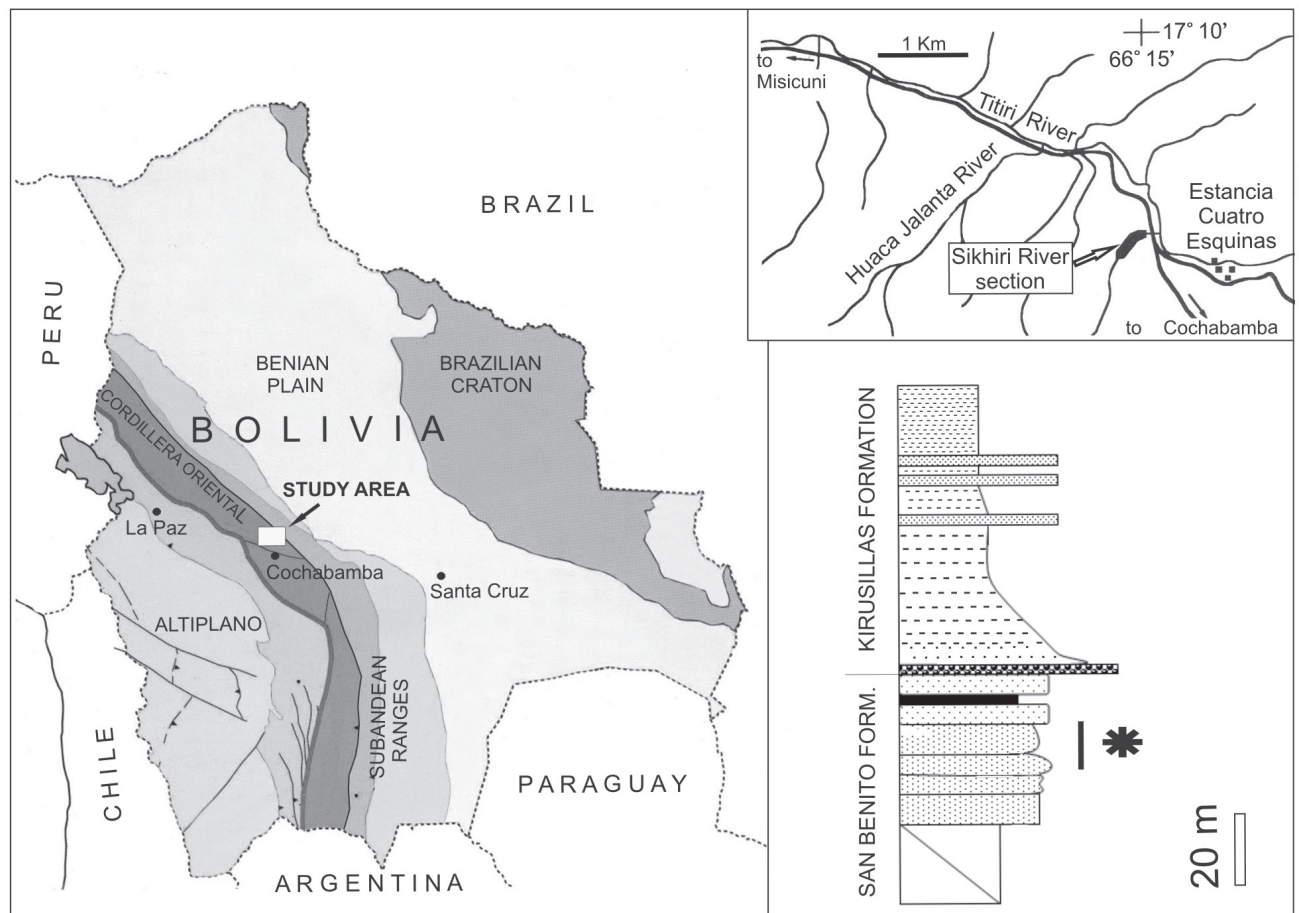 BRAZIL
PERU
BENIAN
PLAIN
BRAZILIAN
CRATON
BOLIVIA
CORDILLERA ORIENTAL
STUDY AREA
La Paz
Cochabamba
Santa Cruz
ALTIPLANO
SUBANDEAN
RANGES
CHILE
PARAGUAY
ARGENTINA
1 Km
17° 10'
66° 15'
to
Misicuni
Titiri River
Huaca Jalanta River
Estancia
Cuatro
Esquinas
Sikhiri River
section
to Cochabamba
KIRUSILLAS FORMATION
SAN BENITO FORM.
20 m